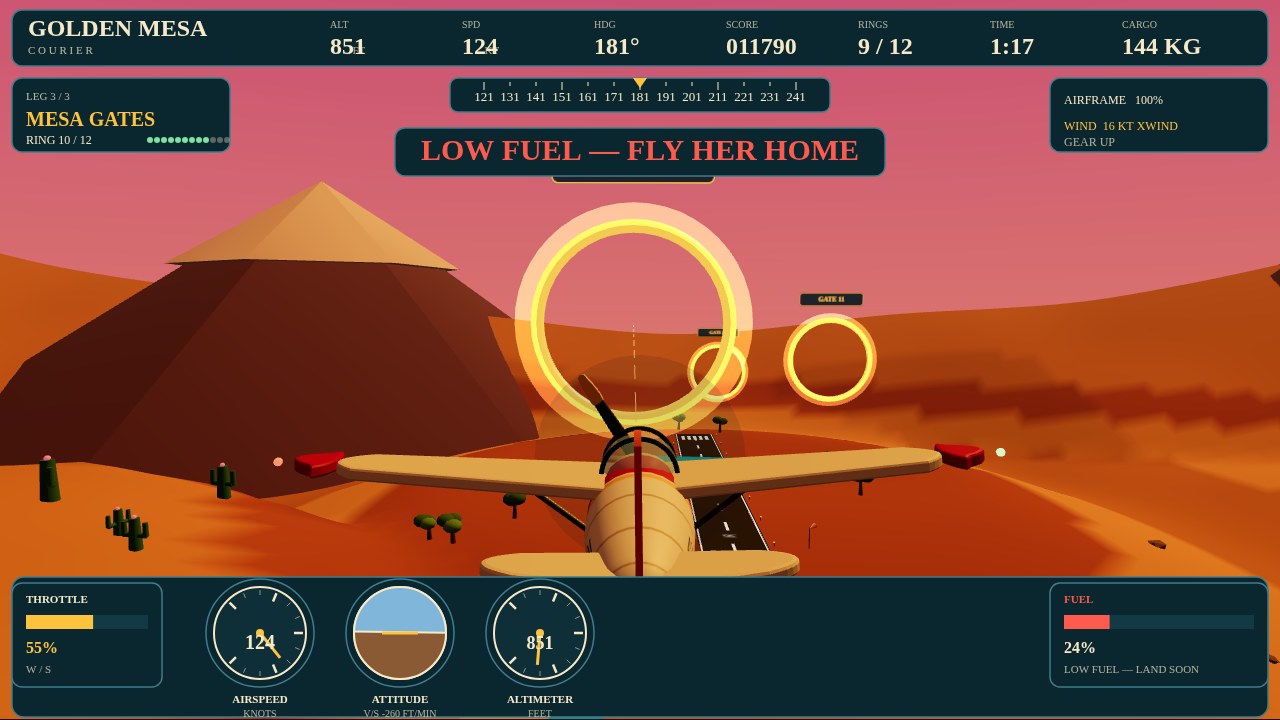 GOLDEN MESA
COURIER
ALT
851
SPD
124
HDG
181°
SCORE
011790
RINGS
9 / 12
TIME
1:17
CARGO
144 KG
LEG 3 / 3
MESA GATES
RING 10 / 12
121 131 141 151 161 171 181 191 201 211 221 231 241
AIRFRAME 100%
WIND 16 KT XWIND
GEAR UP
LOW FUEL — FLY HER HOME
GATE 11
THROTTLE
55%
W / S
124
AIRSPEED
KNOTS
ATTITUDE
V/S -260 FT/MIN
851
ALTIMETER
FEET
FUEL
24%
LOW FUEL — LAND SOON